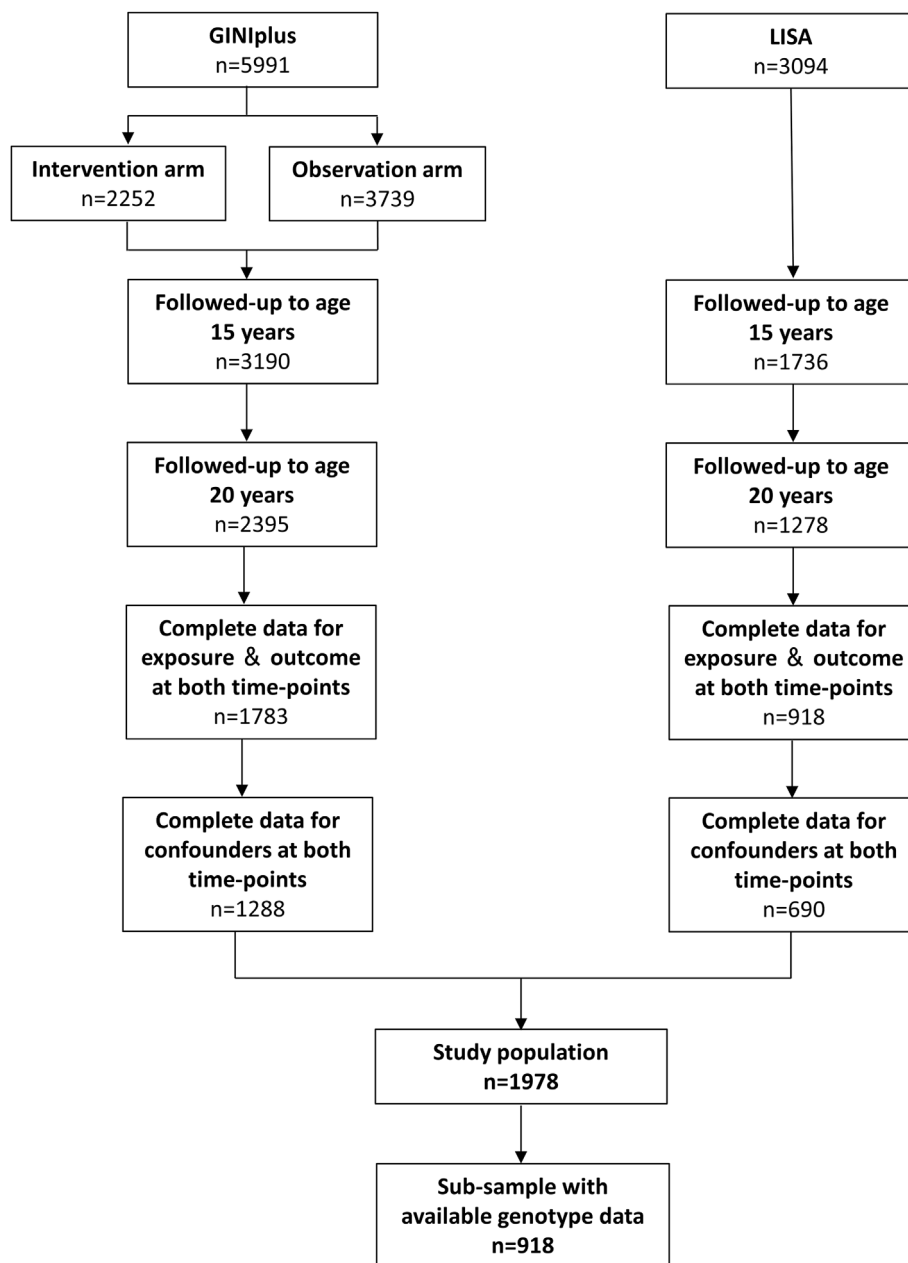 GINIplus
n=5991
LISA
n=3094
Intervention arm
n=2252
Observation arm
n=3739
Followed-up to age
15 years
n=3190
Followed-up to age
15 years
n=1736
Followed-up to age
20 years
n=2395
Followed-up to age
20 years
n=1278
Complete data for
exposure & outcome
at both time-points
n=1783
Complete data for
exposure & outcome
at both time-points
n=918
Complete data for
confounders at both
time-points
n=1288
Complete data for
confounders at both
time-points
n=690
Study population
n=1978
Sub-sample with
available genotype data
n=918